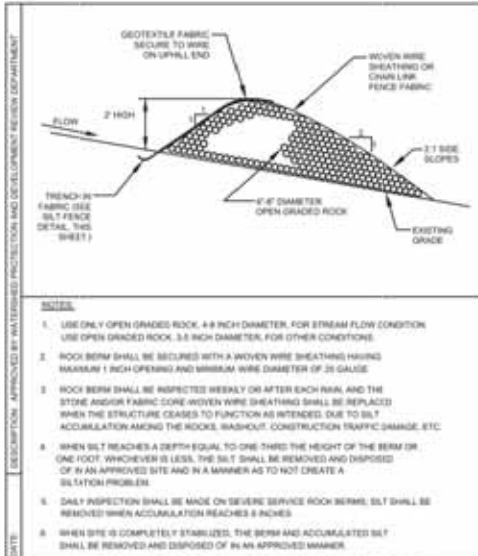 GEOTEXTILE FABRIC
SECURE TO WIRE
ON UPHILL END
WOVEN WIRE
SHEATHING OR
CHAIN LINK
FENCE FABRIC
FLOW
2' HIGH
1
1
2
1
2:1 SIDE
SLOPES
TRENCH IN
FABRIC (SEE
SILT FENCE
DETAIL, THIS
SHEET)
4"-8" DIAMETER
OPEN GRADED ROCK
EXISTING
GRADE
NOTES:
1. USE ONLY OPEN GRADED ROCK, 4-8 INCH DIAMETER, FOR STREAM FLOW CONDITION.
USE OPEN GRADED ROCK, 3-5 INCH DIAMETER, FOR OTHER CONDITIONS.
2. ROCK BERM SHALL BE SECURED WITH A WOVEN WIRE SHEATHING HAVING
MAXIMUM 1 INCH OPENING AND MINIMUM WIRE DIAMETER OF 20 GAUGE
3. ROCK BERM SHALL BE INSPECTED WEEKLY OR AFTER EACH RAIN, AND THE
STONE AND/OR FABRIC CORE-WOVEN WIRE SHEATHING SHALL BE REPLACED
WHEN THE STRUCTURE CEASES TO FUNCTION AS INTENDED, DUE TO SILT
ACCUMULATION AMONG THE ROCKS, WASHOUT, CONSTRUCTION TRAFFIC DAMAGE, ETC.
4. WHEN SILT REACHES A DEPTH EQUAL TO ONE-THIRD THE HEIGHT OF THE BERM OR
ONE FOOT, WHICHEVER IS LESS, THE SILT SHALL BE REMOVED AND DISPOSED
OF IN AN APPROVED SITE AND IN A MANNER AS TO NOT CREATE A
SILTATION PROBLEM.
5. DAILY INSPECTION SHALL BE MADE ON SEVERE SERVICE ROCK BERMS; SILT SHALL BE
REMOVED WHEN ACCUMULATION REACHES 6 INCHES
6. WHEN SITE IS COMPLETELY STABILIZED, THE BERM AND ACCUMULATED SILT
SHALL BE REMOVED AND DISPOSED OF IN AN APPROVED MANNER.
DESCRIPTION: APPROVED BY WATERSHED PROTECTION AND DEVELOPMENT REVIEW DEPARTMENT
DATE: